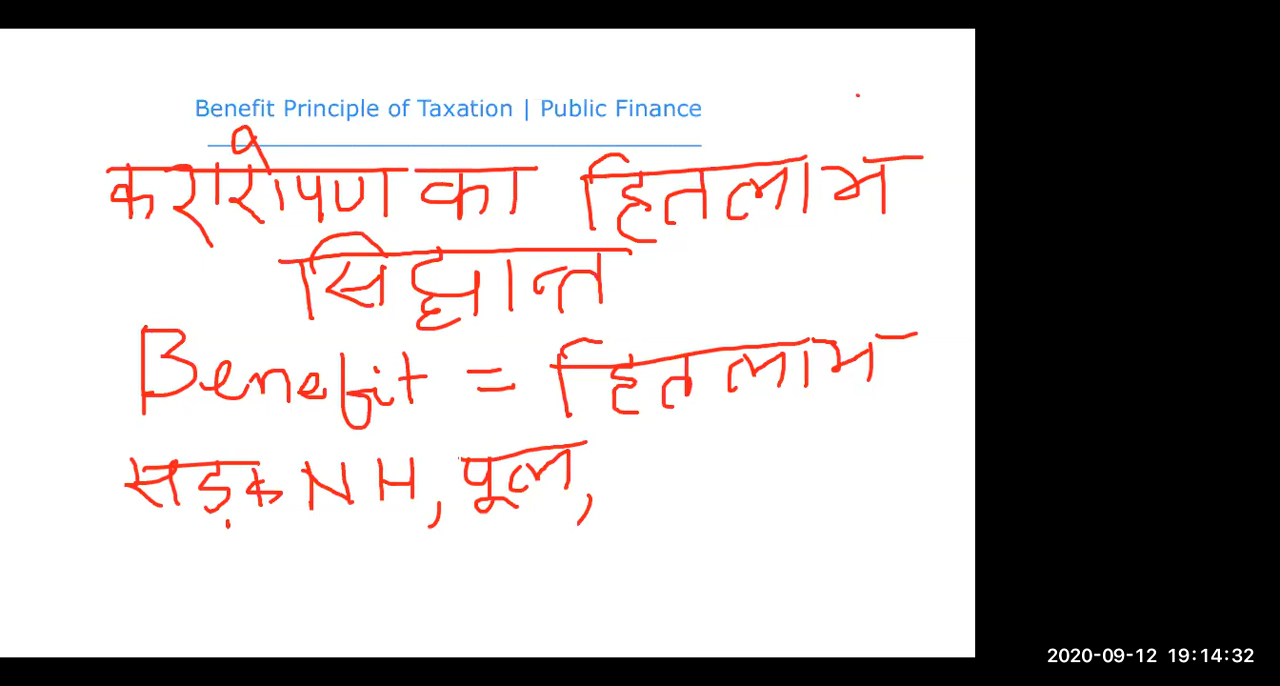 Benefit Principle of Taxation | Public Finance
करारोपण का हितलाभ
सिद्धान्त
Benefit = हितलाभ
सड़क NH, पूल,
2020-09-12 19:14:32